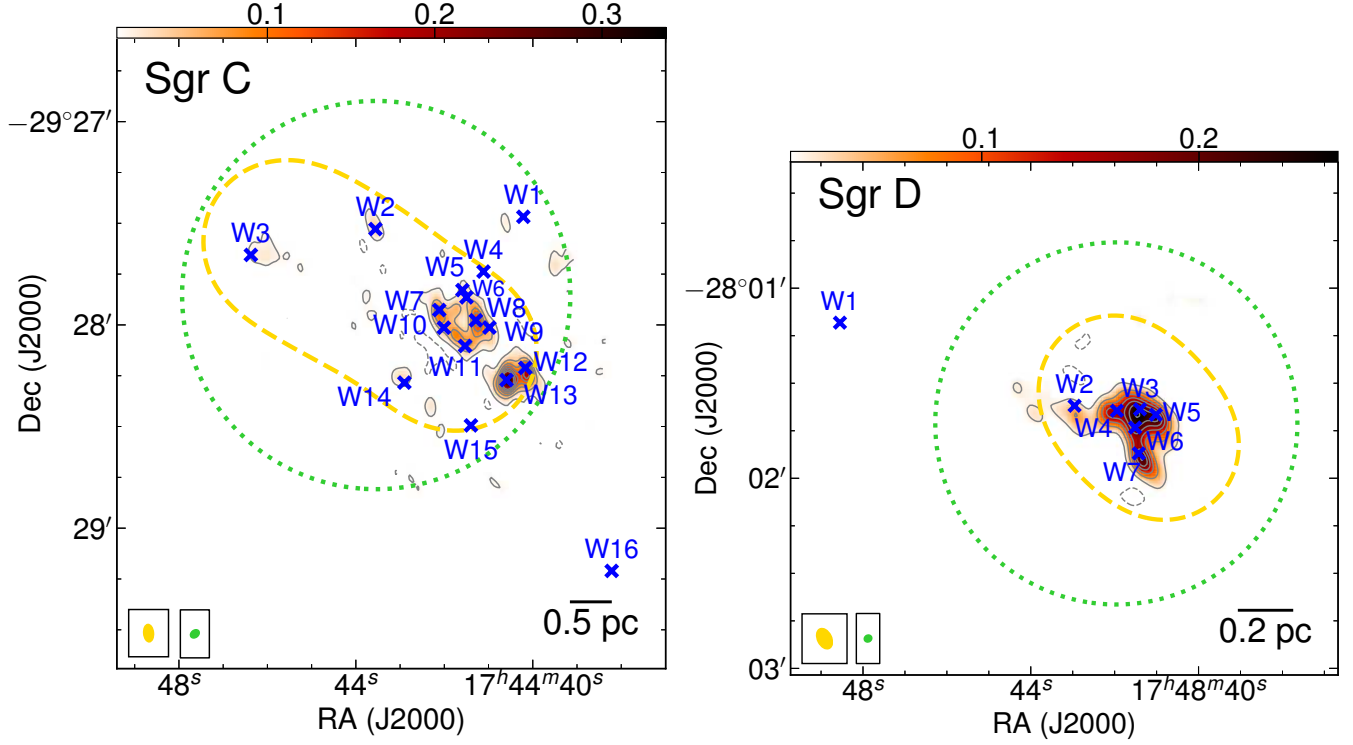 0.1 0.2 0.3
Sgr C
−29°27′
28′
29′
Dec (J2000)
W1
W2
W3
W4
W5
W6
W7
W8
W10
W9
W11
W12
W14
W13
W15
W16
0.5 pc
48ˢ 44ˢ 17ʰ44ᵐ40ˢ
RA (J2000)
0.1 0.2
Sgr D
−28°01′
02′
03′
Dec (J2000)
W1
W2 W3
W4 W5
W6
W7
0.2 pc
48ˢ 44ˢ 17ʰ48ᵐ40ˢ
RA (J2000)